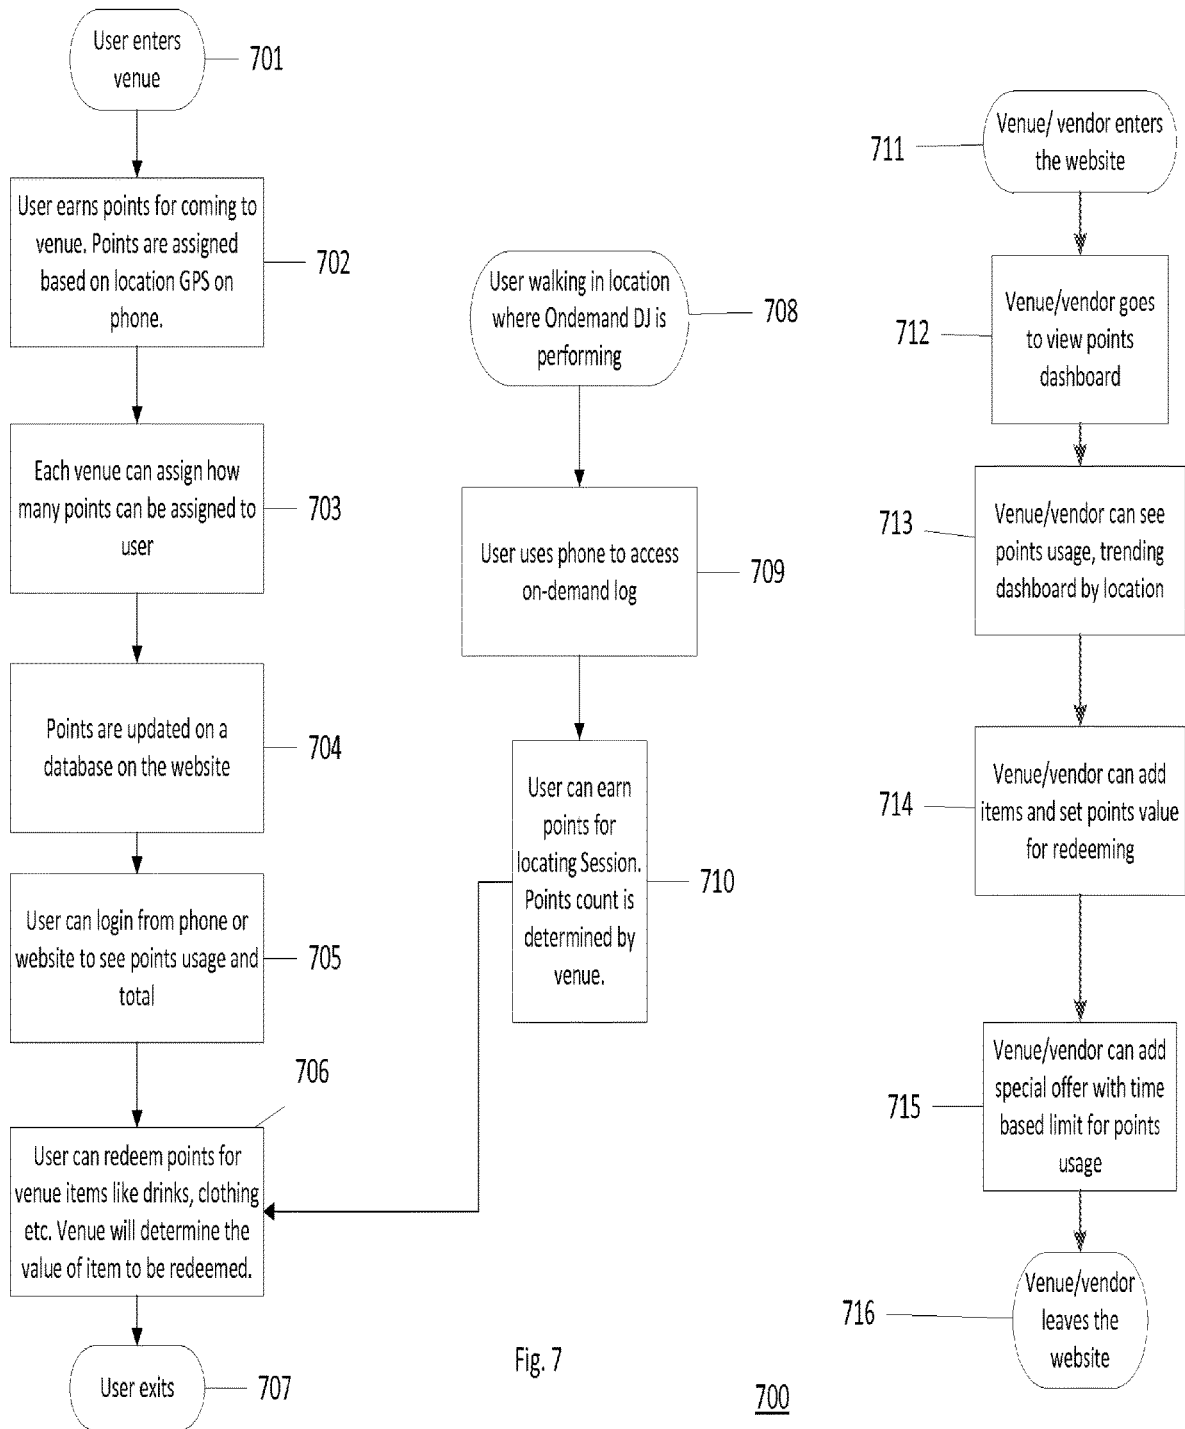 User enters
venue
701
User earns points for coming to
venue. Points are assigned
based on location GPS on
phone.
702
Each venue can assign how
many points can be assigned to
user
703
Points are updated on a
database on the website
704
User can login from phone or
website to see points usage and
total
705
706
User can redeem points for
venue items like drinks, clothing
etc. Venue will determine the
value of item to be redeemed.
User exits
707
User walking in location
where Ondemand DJ is
performing
708
User uses phone to access
on-demand log
709
User can earn
points for
locating Session.
Points count is
determined by
venue.
710
711
Venue/ vendor enters
the website
712
Venue/vendor goes
to view points
dashboard
713
Venue/vendor can see
points usage, trending
dashboard by location
714
Venue/vendor can add
items and set points value
for redeeming
715
Venue/vendor can add
special offer with time
based limit for points
usage
716
Venue/vendor
leaves the
website
Fig. 7
700